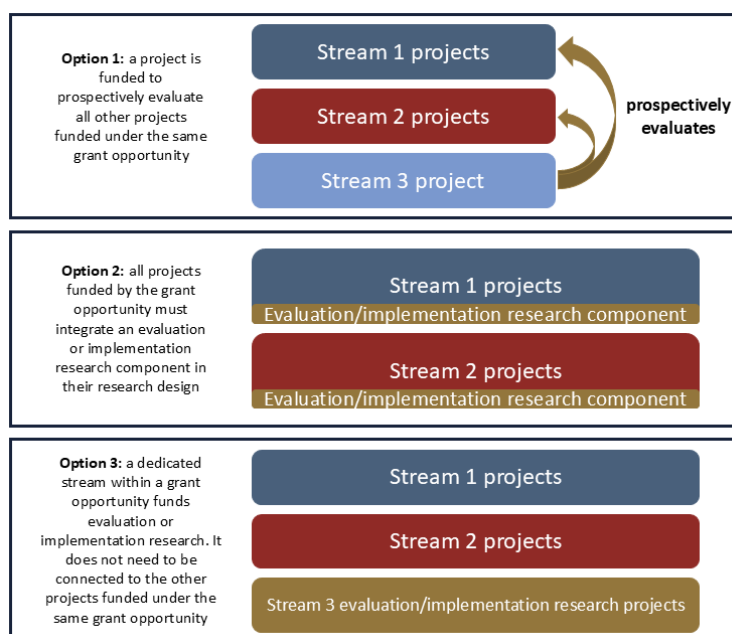 Option 1: a project is
funded to
prospectively evaluate
all other projects
funded under the same
grant opportunity
Stream 1 projects
Stream 2 projects
Stream 3 project
prospectively
evaluates
Option 2: all projects
funded by the grant
opportunity must
integrate an evaluation
or implementation
research component in
their research design
Stream 1 projects
Evaluation/implementation research component
Stream 2 projects
Evaluation/implementation research component
Option 3: a dedicated
stream within a grant
opportunity funds
evaluation or
implementation research. It
does not need to be
connected to the other
projects funded under the
same grant opportunity
Stream 1 projects
Stream 2 projects
Stream 3 evaluation/implementation research projects